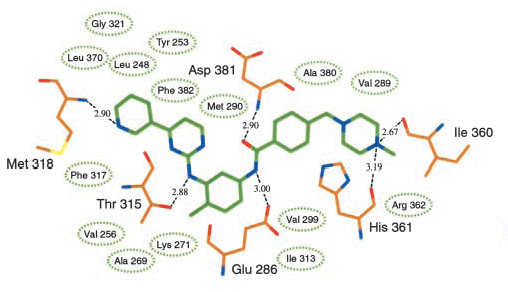 Gly 321
Tyr 253
Leu 370
Leu 248
Asp 381
Ala 380
Val 289
Phe 382
Met 290
2.90
2.90
2.67
Ile 360
Met 318
3.19
Phe 317
2.88
3.00
Thr 315
Arg 362
Val 299
His 361
Val 256
Lys 271
Ala 269
Glu 286
Ile 313
N
N
N
N
N
O
N
N